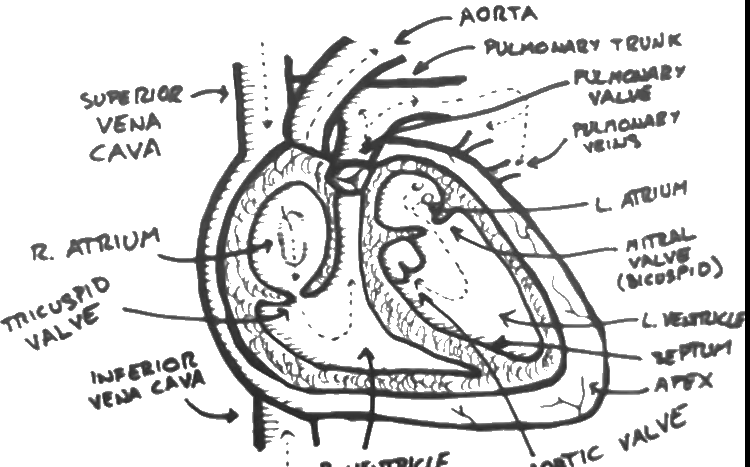 AORTA
PULMONARY TRUNK
PULMONARY
VALVE
PULMONARY
VEINS
SUPERIOR
VENA
CAVA
L. ATRIUM
R. ATRIUM
MITRAL
VALVE
(BICUSPID)
TRICUSPID
VALVE
L. VENTRICLE
SEPTUM
INFERIOR
VENA CAVA
APEX
R. VENTRICLE
AORTIC VALVE